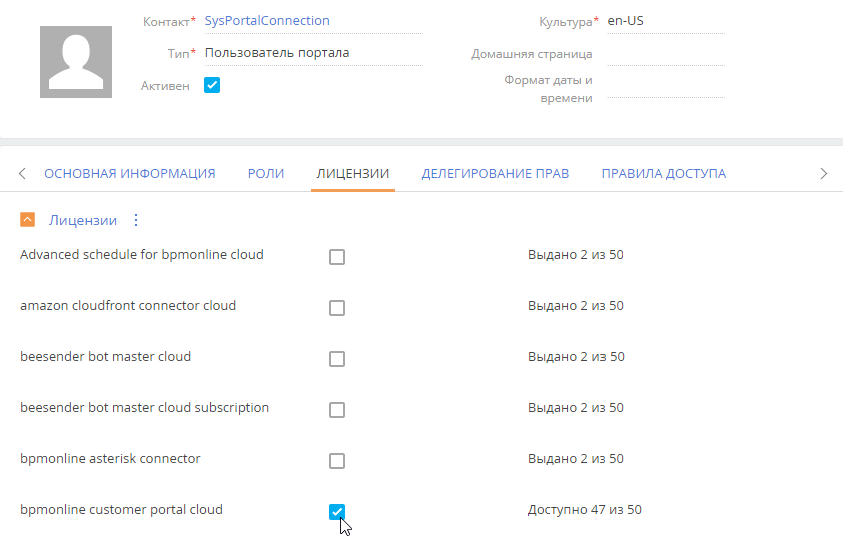 Контакт* SysPortalConnection
Культура* en-US
Тип* Пользователь портала
Домашняя страница
Активен
Формат даты и
времени
ОСНОВНАЯ ИНФОРМАЦИЯ РОЛИ ЛИЦЕНЗИИ ДЕЛЕГИРОВАНИЕ ПРАВ ПРАВИЛА ДОСТУПА
Лицензии
Advanced schedule for bpmonline cloud Выдано 2 из 50
amazon cloudfront connector cloud Выдано 2 из 50
beesender bot master cloud Выдано 2 из 50
beesender bot master cloud subscription Выдано 2 из 50
bpmonline asterisk connector Выдано 2 из 50
bpmonline customer portal cloud Доступно 47 из 50